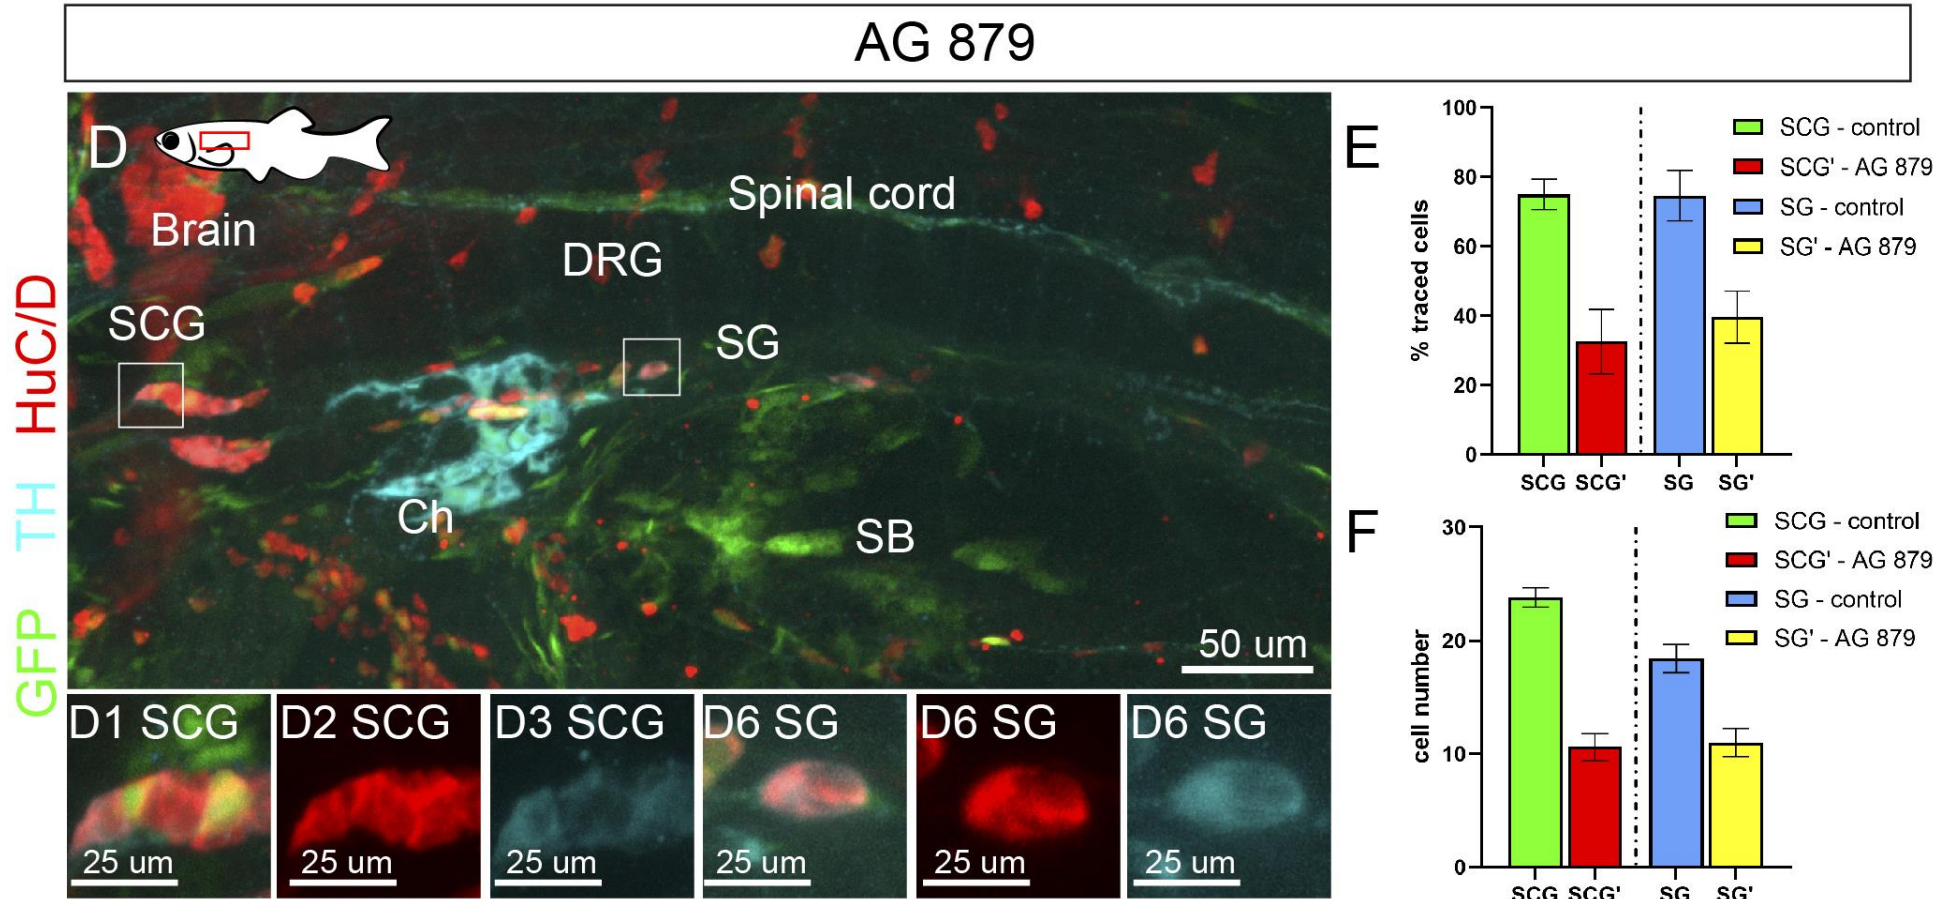 AG 879
D
Brain
Spinal cord
DRG
SCG
SG
Ch
SB
50 um
GFP TH HuC/D
D1 SCG
25 um
D2 SCG
25 um
D3 SCG
25 um
D6 SG
25 um
D6 SG
25 um
D6 SG
25 um
E
% traced cells
100
80
60
40
20
0
SCG SCG' SG SG'
SCG - control
SCG' - AG 879
SG - control
SG' - AG 879
F
cell number
30
20
10
0
SCG SCG' SG SG'
SCG - control
SCG' - AG 879
SG - control
SG' - AG 879